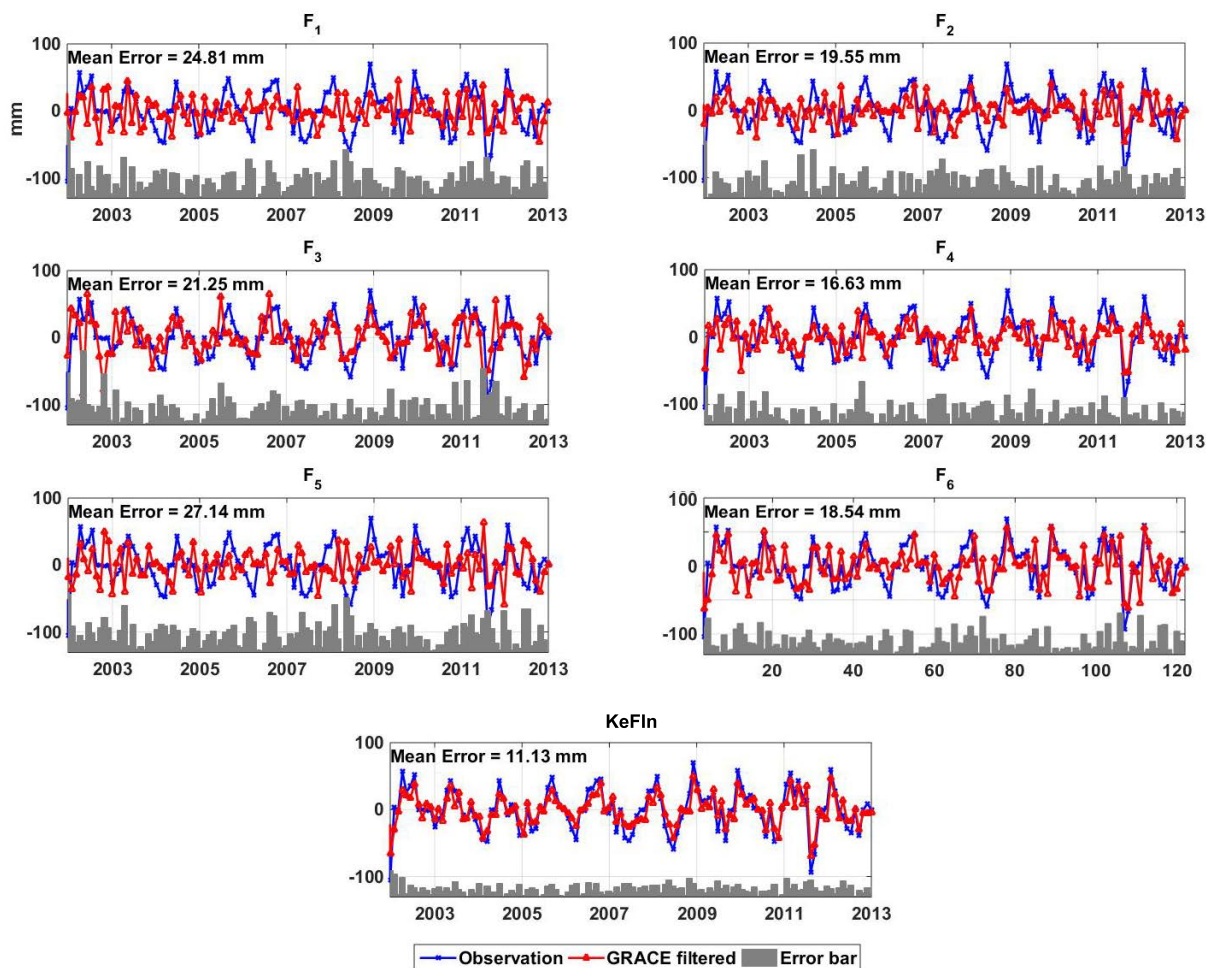 F1
Mean Error = 24.81 mm
100
0
-100
mm
2003 2005 2007 2009 2011 2013
F2
Mean Error = 19.55 mm
100
0
-100
2003 2005 2007 2009 2011 2013
F3
Mean Error = 21.25 mm
100
0
-100
2003 2005 2007 2009 2011 2013
F4
Mean Error = 16.63 mm
100
0
-100
2003 2005 2007 2009 2011 2013
F5
Mean Error = 27.14 mm
100
0
-100
2003 2005 2007 2009 2011 2013
F6
Mean Error = 18.54 mm
100
0
-100
20 40 60 80 100 120
KeFIn
Mean Error = 11.13 mm
100
0
-100
2003 2005 2007 2009 2011 2013
Observation GRACE filtered Error bar